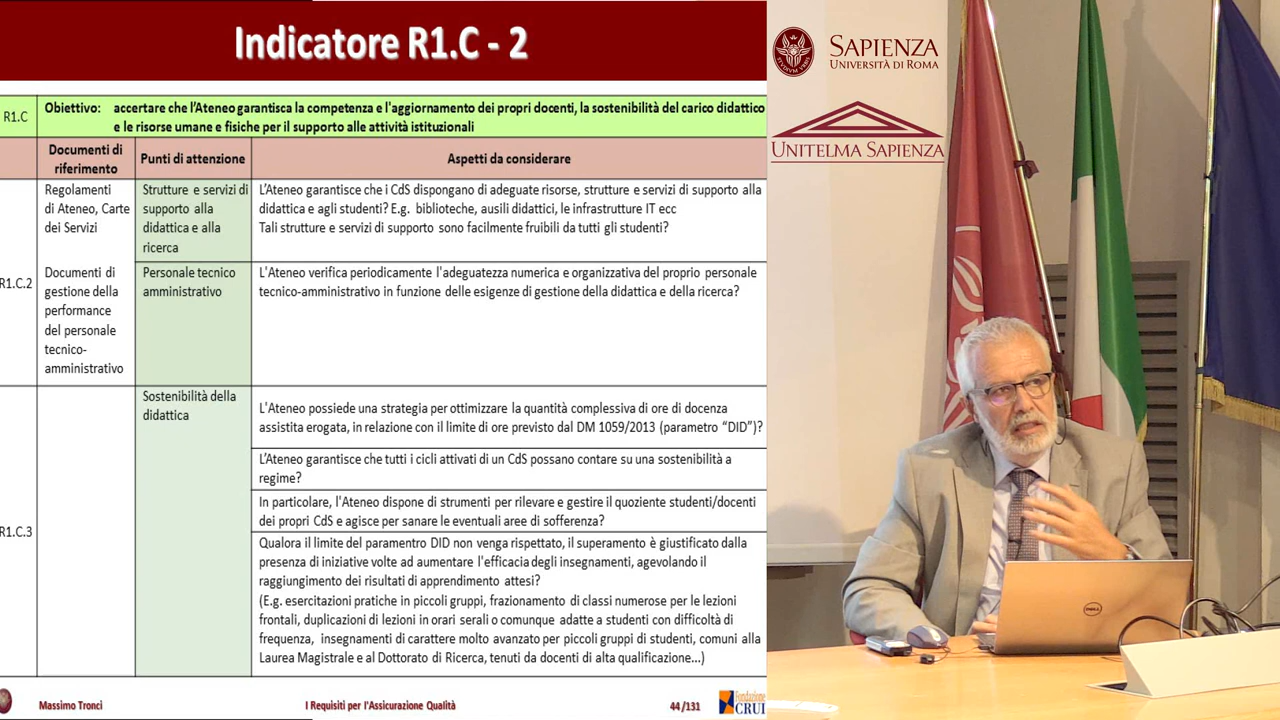 Indicatore R1.C - 2
R1.C
Obiettivo: accertare che l'Ateneo garantisca la competenza e l'aggiornamento dei propri docenti, la sostenibilità del carico didattico
e le risorse umane e fisiche per il supporto alle attività istituzionali
Documenti di
riferimento
Punti di attenzione
Aspetti da considerare
R1.C.2
Regolamenti
di Ateneo, Carte
dei Servizi
Documenti di
gestione della
performance
del personale
tecnico-
amministrativo
Strutture e servizi di
supporto alla
didattica e alla
ricerca
L'Ateneo garantisce che i CdS dispongano di adeguate risorse, strutture e servizi di supporto alla
didattica e agli studenti? E.g. biblioteche, ausili didattici, le infrastrutture IT ecc
Tali strutture e servizi di supporto sono facilmente fruibili da tutti gli studenti?
Personale tecnico
amministrativo
L'Ateneo verifica periodicamente l'adeguatezza numerica e organizzativa del proprio personale
tecnico-amministrativo in funzione delle esigenze di gestione della didattica e della ricerca?
R1.C.3
Sostenibilità della
didattica
L'Ateneo possiede una strategia per ottimizzare la quantità complessiva di ore di docenza
assistita erogata, in relazione con il limite di ore previsto dal DM 1059/2013 (parametro “DID”)?
L'Ateneo garantisce che tutti i cicli attivati di un CdS possano contare su una sostenibilità a
regime?
In particolare, l'Ateneo dispone di strumenti per rilevare e gestire il quoziente studenti/docenti
dei propri CdS e agisce per sanare le eventuali aree di sofferenza?
Qualora il limite del paramentro DID non venga rispettato, il superamento è giustificato dalla
presenza di iniziative volte ad aumentare l'efficacia degli insegnamenti, agevolando il
raggiungimento dei risultati di apprendimento attesi?
(E.g. esercitazioni pratiche in piccoli gruppi, frazionamento di classi numerose per le lezioni
frontali, duplicazioni di lezioni in orari serali o comunque adatte a studenti con difficoltà di
frequenza, insegnamenti di carattere molto avanzato per piccoli gruppi di studenti, comuni alla
Laurea Magistrale e al Dottorato di Ricerca, tenuti da docenti di alta qualificazione...)
Massimo Tronci
I Requisiti per l'Assicurazione Qualità
44 /131
Fondazione
CRUI
SAPIENZA
UNIVERSITÀ DI ROMA
UNITELMA SAPIENZA
DELL